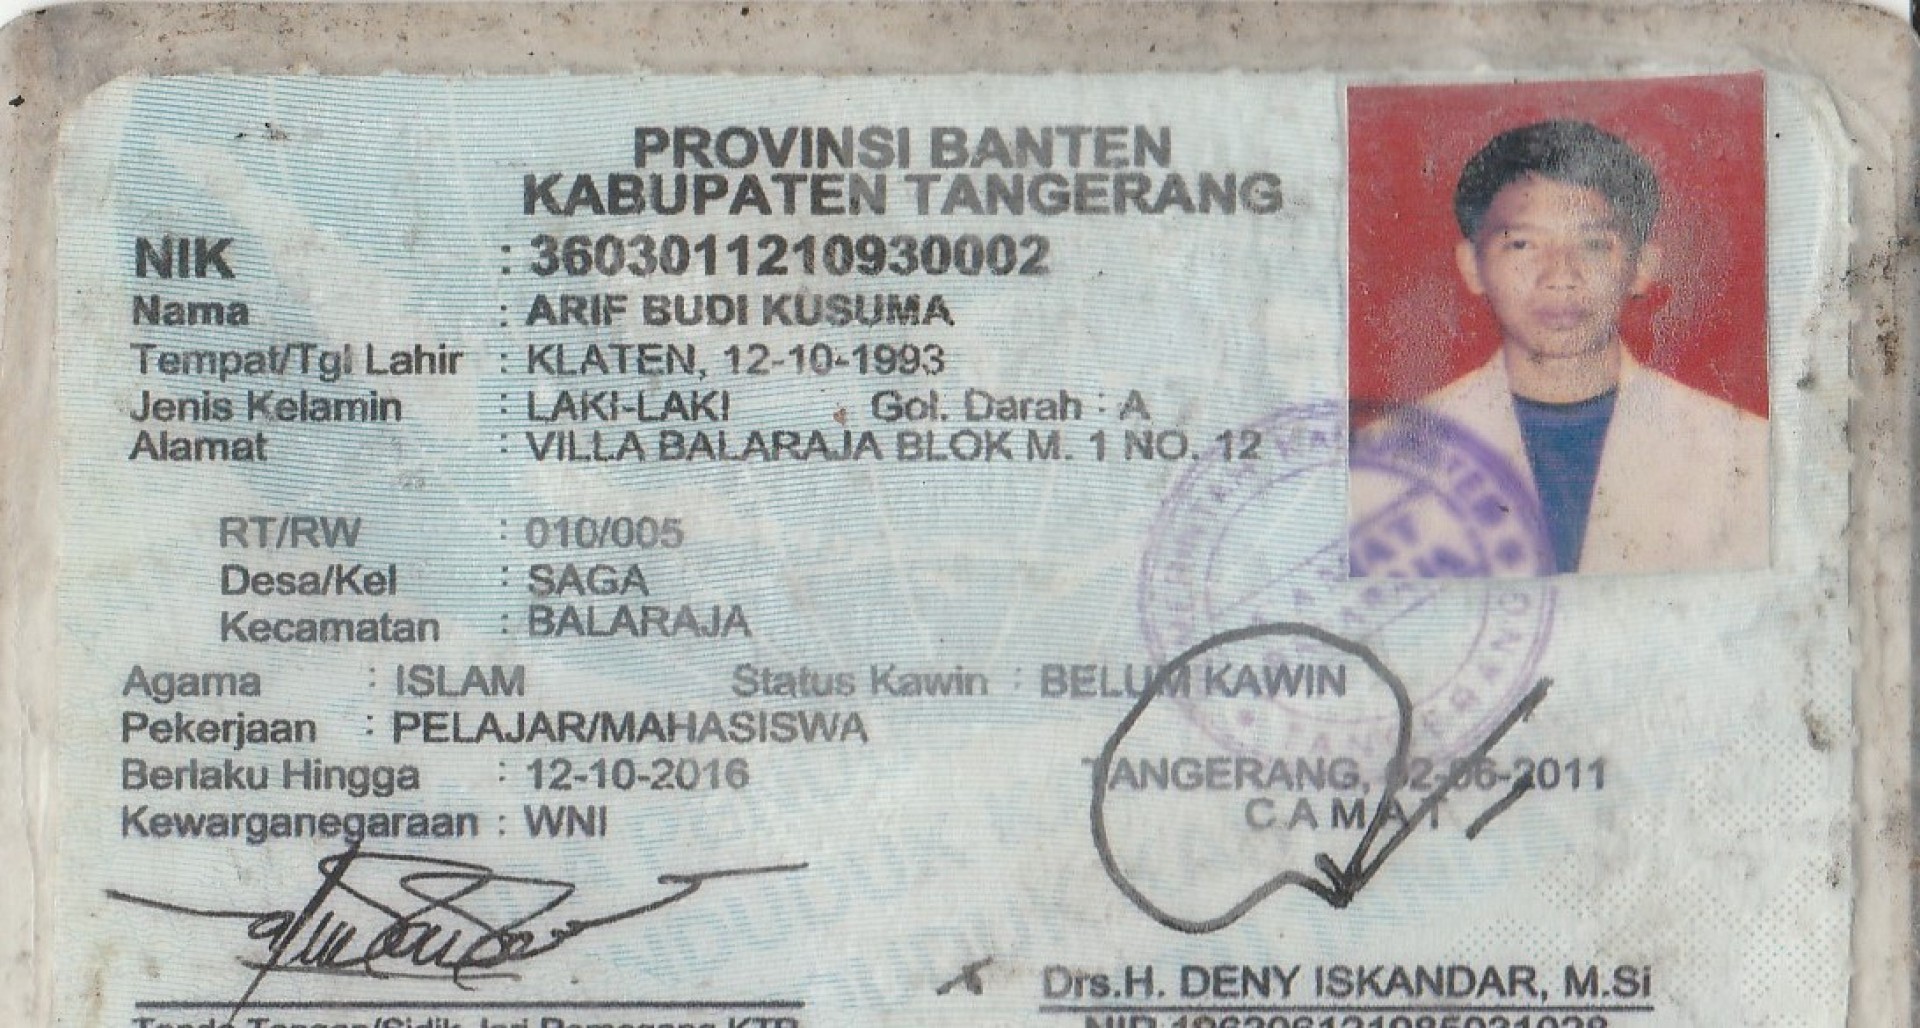 PROVINSI BANTEN
KABUPATEN TANGERANG
NIK : 3603011210930002
Nama : ARIF BUDI KUSUMA
Tempat/Tgl Lahir : KLATEN, 12-10-1993
Jenis Kelamin : LAKI-LAKI Gol. Darah : A
Alamat : VILLA BALARAJA BLOK M. 1 NO. 12
RT/RW : 010/005
Desa/Kel : SAGA
Kecamatan : BALARAJA
Agama : ISLAM Status Kawin : BELUM KAWIN
Pekerjaan : PELAJAR/MAHASISWA
Berlaku Hingga : 12-10-2016
Kewarganegaraan : WNI
TANGERANG, 02-06-2011
CAMAT
Drs.H. DENY ISKANDAR, M.Si
Tanda Tangan/Sidik Jari Pemegang KTP